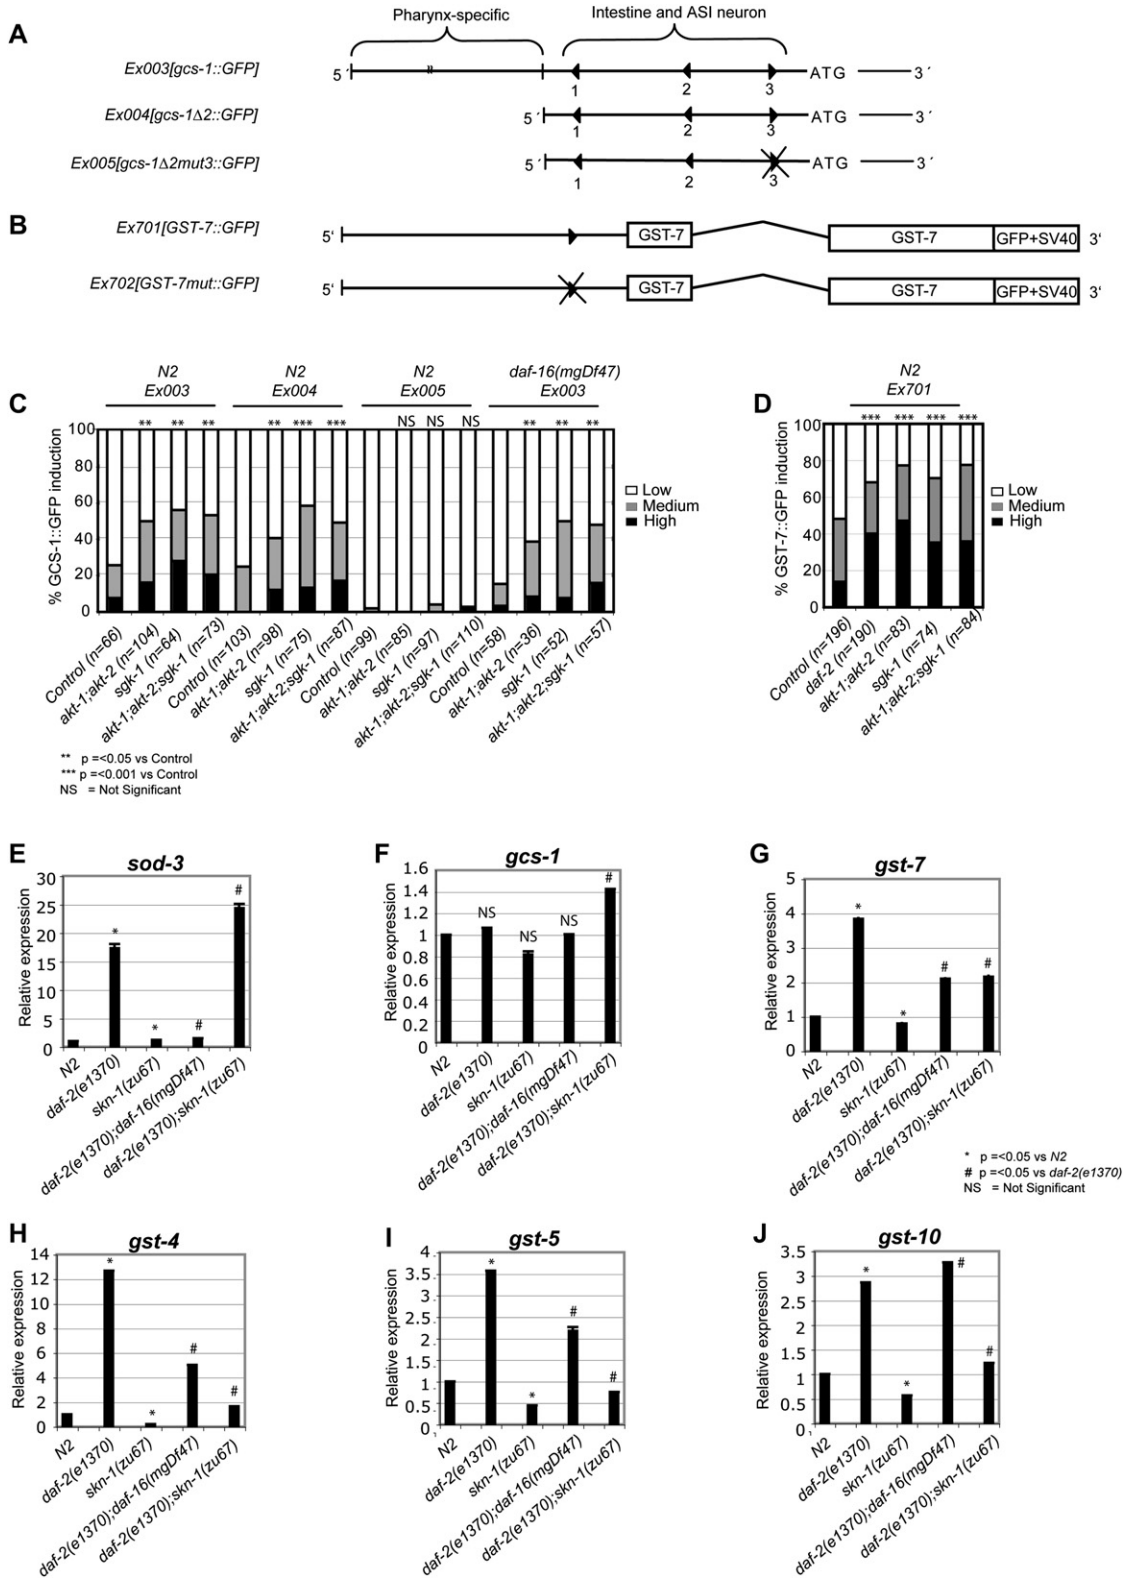 A
Pharynx-specific
Intestine and ASI neuron
Ex003[gcs-1::GFP]
5´
1
2
3
ATG
3´
Ex004[gcs-1Δ2::GFP]
5´
1
2
3
ATG
3´
Ex005[gcs-1Δ2mut3::GFP]
5´
1
2
3
ATG
3´
B
Ex701[GST-7::GFP]
5‘
GST-7
GST-7
GFP+SV40
3‘
Ex702[GST-7mut::GFP]
5‘
GST-7
GST-7
GFP+SV40
3‘
C
N2
Ex003
N2
Ex004
N2
Ex005
daf-16(mgDf47)
Ex003
** ** ** ** *** *** NS NS NS ** ** **
% GCS-1::GFP induction
100
80
60
40
20
0
Low
Medium
High
Control (n=66)
akt-1;akt-2 (n=104)
sgk-1 (n=64)
akt-1;akt-2;sgk-1 (n=73)
Control (n=103)
akt-1;akt-2 (n=98)
sgk-1 (n=75)
akt-1;akt-2;sgk-1 (n=87)
Control (n=99)
akt-1;akt-2 (n=85)
sgk-1 (n=97)
akt-1;akt-2;sgk-1 (n=110)
Control (n=58)
akt-1;akt-2 (n=36)
sgk-1 (n=52)
akt-1;akt-2;sgk-1 (n=57)
** p =<0.05 vs Control
*** p =<0.001 vs Control
NS = Not Significant
D
N2
Ex701
*** *** *** ***
% GST-7::GFP induction
100
80
60
40
20
0
Low
Medium
High
Control (n=196)
daf-2 (n=190)
akt-1;akt-2 (n=83)
sgk-1 (n=74)
akt-1;akt-2;sgk-1 (n=84)
E
sod-3
Relative expression
30
25
20
15
10
5
0
*
*
#
#
N2
daf-2(e1370)
skn-1(zu67)
daf-2(e1370);daf-16(mgDf47)
daf-2(e1370);skn-1(zu67)
F
gcs-1
Relative expression
1.6
1.4
1.2
1
0.8
0.6
0.4
0.2
0
NS
NS
NS
#
N2
daf-2(e1370)
skn-1(zu67)
daf-2(e1370);daf-16(mgDf47)
daf-2(e1370);skn-1(zu67)
G
gst-7
Relative expression
5
4
3
2
1
0
*
*
#
#
N2
daf-2(e1370)
skn-1(zu67)
daf-2(e1370);daf-16(mgDf47)
daf-2(e1370);skn-1(zu67)
* p =<0.05 vs N2
# p =<0.05 vs daf-2(e1370)
NS = Not Significant
H
gst-4
Relative expression
14
12
10
8
6
4
2
0
*
*
#
#
N2
daf-2(e1370)
skn-1(zu67)
daf-2(e1370);daf-16(mgDf47)
daf-2(e1370);skn-1(zu67)
I
gst-5
Relative expression
4
3.5
3
2.5
2
1.5
1
0.5
0
*
*
#
#
N2
daf-2(e1370)
skn-1(zu67)
daf-2(e1370);daf-16(mgDf47)
daf-2(e1370);skn-1(zu67)
J
gst-10
Relative expression
3.5
3
2.5
2
1.5
1
0.5
0
*
*
#
#
N2
daf-2(e1370)
skn-1(zu67)
daf-2(e1370);daf-16(mgDf47)
daf-2(e1370);skn-1(zu67)